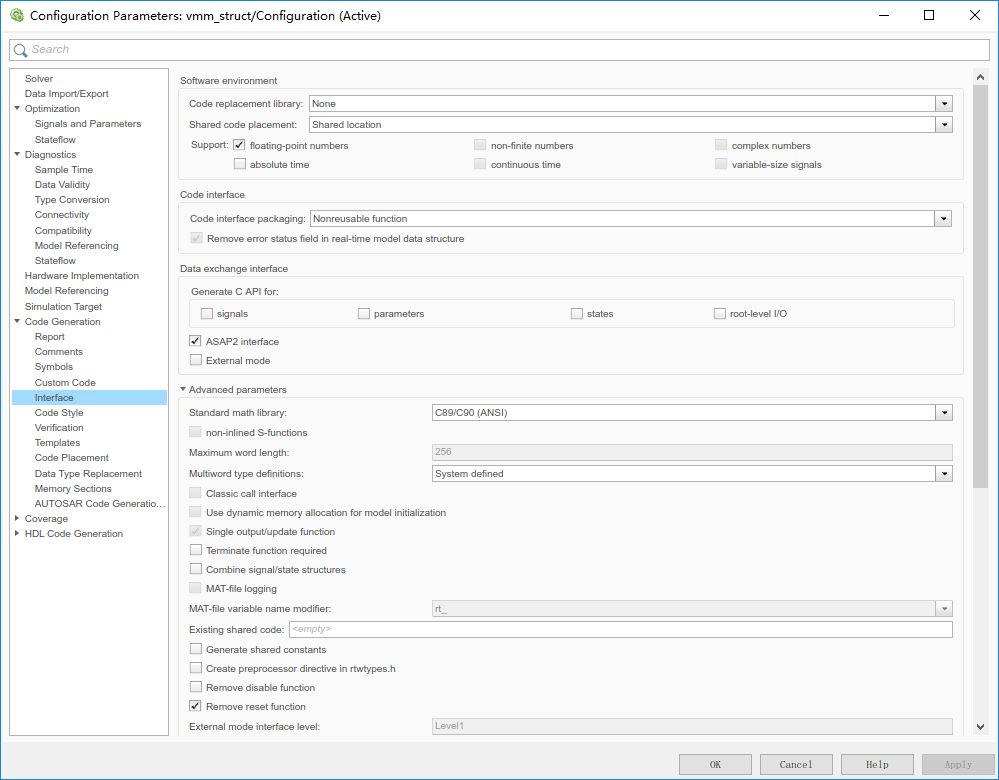 Configuration Parameters: vmm_struct/Configuration (Active)
Search
Solver
Data Import/Export
Optimization
Signals and Parameters
Stateflow
Diagnostics
Sample Time
Data Validity
Type Conversion
Connectivity
Compatibility
Model Referencing
Stateflow
Hardware Implementation
Model Referencing
Simulation Target
Code Generation
Report
Comments
Symbols
Custom Code
Interface
Code Style
Verification
Templates
Code Placement
Data Type Replacement
Memory Sections
AUTOSAR Code Generatio...
Coverage
HDL Code Generation
Software environment
Code replacement library: None
Shared code placement: Shared location
Support: floating-point numbers non-finite numbers complex numbers
absolute time continuous time variable-size signals
Code interface
Code interface packaging: Nonreusable function
Remove error status field in real-time model data structure
Data exchange interface
Generate C API for:
signals parameters states root-level I/O
ASAP2 interface
External mode
Advanced parameters
Standard math library: C89/C90 (ANSI)
non-inlined S-functions
Maximum word length: 256
Multiword type definitions: System defined
Classic call interface
Use dynamic memory allocation for model initialization
Single output/update function
Terminate function required
Combine signal/state structures
MAT-file logging
MAT-file variable name modifier: rt_
Existing shared code: <empty>
Generate shared constants
Create preprocessor directive in rtwtypes.h
Remove disable function
Remove reset function
External mode interface level: Level1
OK Cancel Help Apply